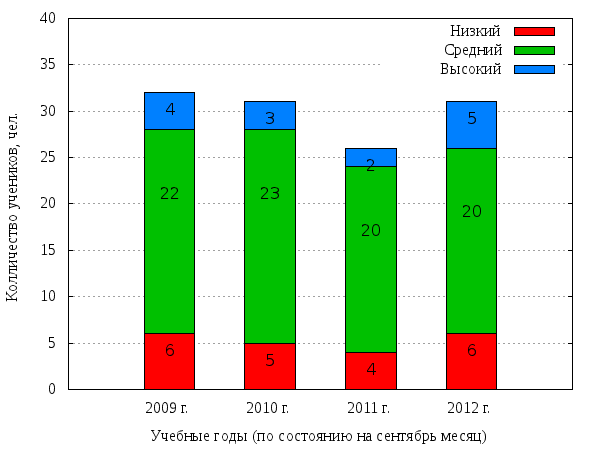 40
35
30
25
20
15
10
5
0
Колличество учеников, чел.
Низкий
Средний
Высокий
4
3
2
5
22
23
20
20
6
5
4
6
2009 г.
2010 г.
2011 г.
2012 г.
Учебные годы (по состоянию на сентябрь месяц)